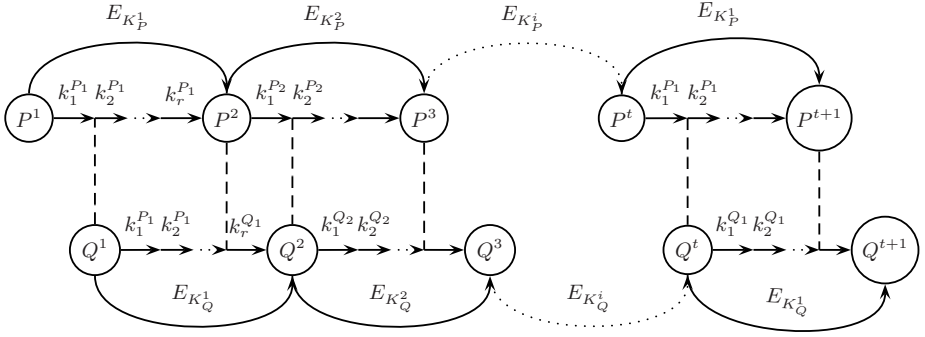 E_{K_P^1} E_{K_P^2} E_{K_P^i} E_{K_P^1}
k_1^{P_1} k_2^{P_1} k_r^{P_1} k_1^{P_2} k_2^{P_2} k_1^{P_1} k_2^{P_1}
P^1 P^2 P^3 P^t P^{t+1}
k_1^{P_1} k_2^{P_1} k_r^{Q_1} k_1^{Q_2} k_2^{Q_2} k_1^{Q_1} k_2^{Q_1}
Q^1 Q^2 Q^3 Q^t Q^{t+1}
E_{K_Q^1} E_{K_Q^2} E_{K_Q^i} E_{K_Q^1}